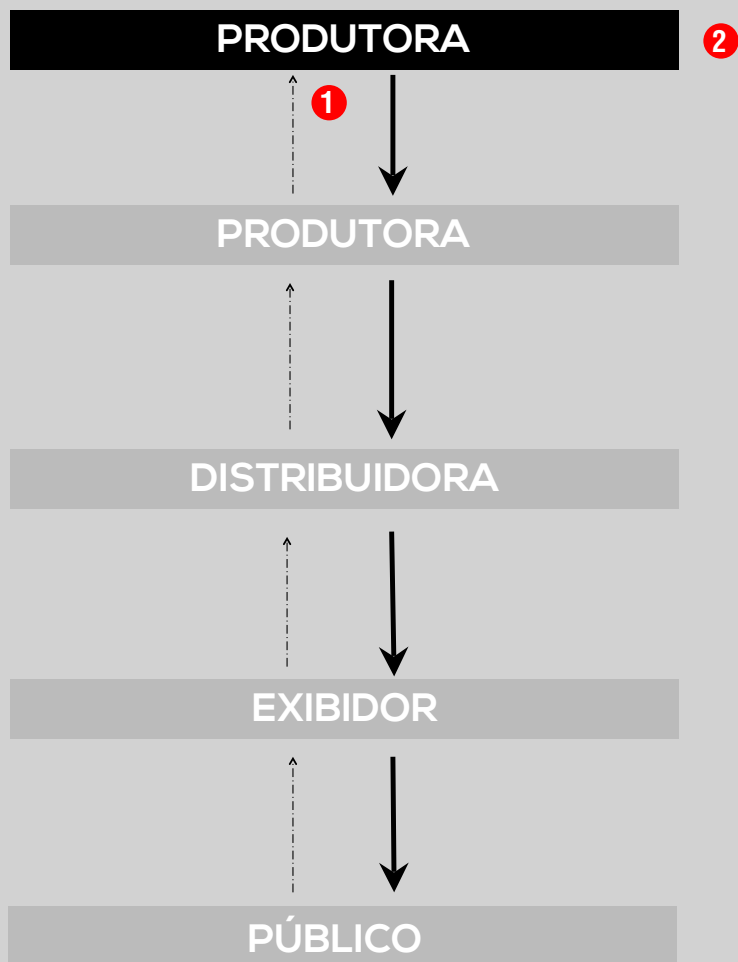 PRODUTORA
2
1
PRODUTORA
DISTRIBUIDORA
EXIBIDOR
PÚBLICO